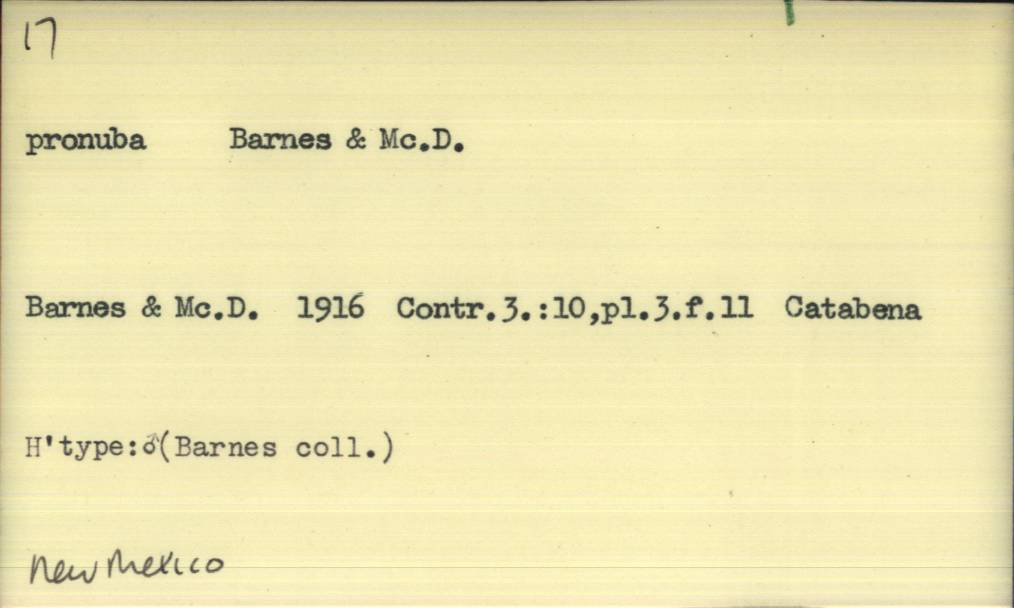 17
pronuba Barnes & Mc.D.
Barnes & Mc.D. 1916 Contr.3.:10,pl.3.f.11 Catabena
H'type:♂(Barnes coll.)
New Mexico